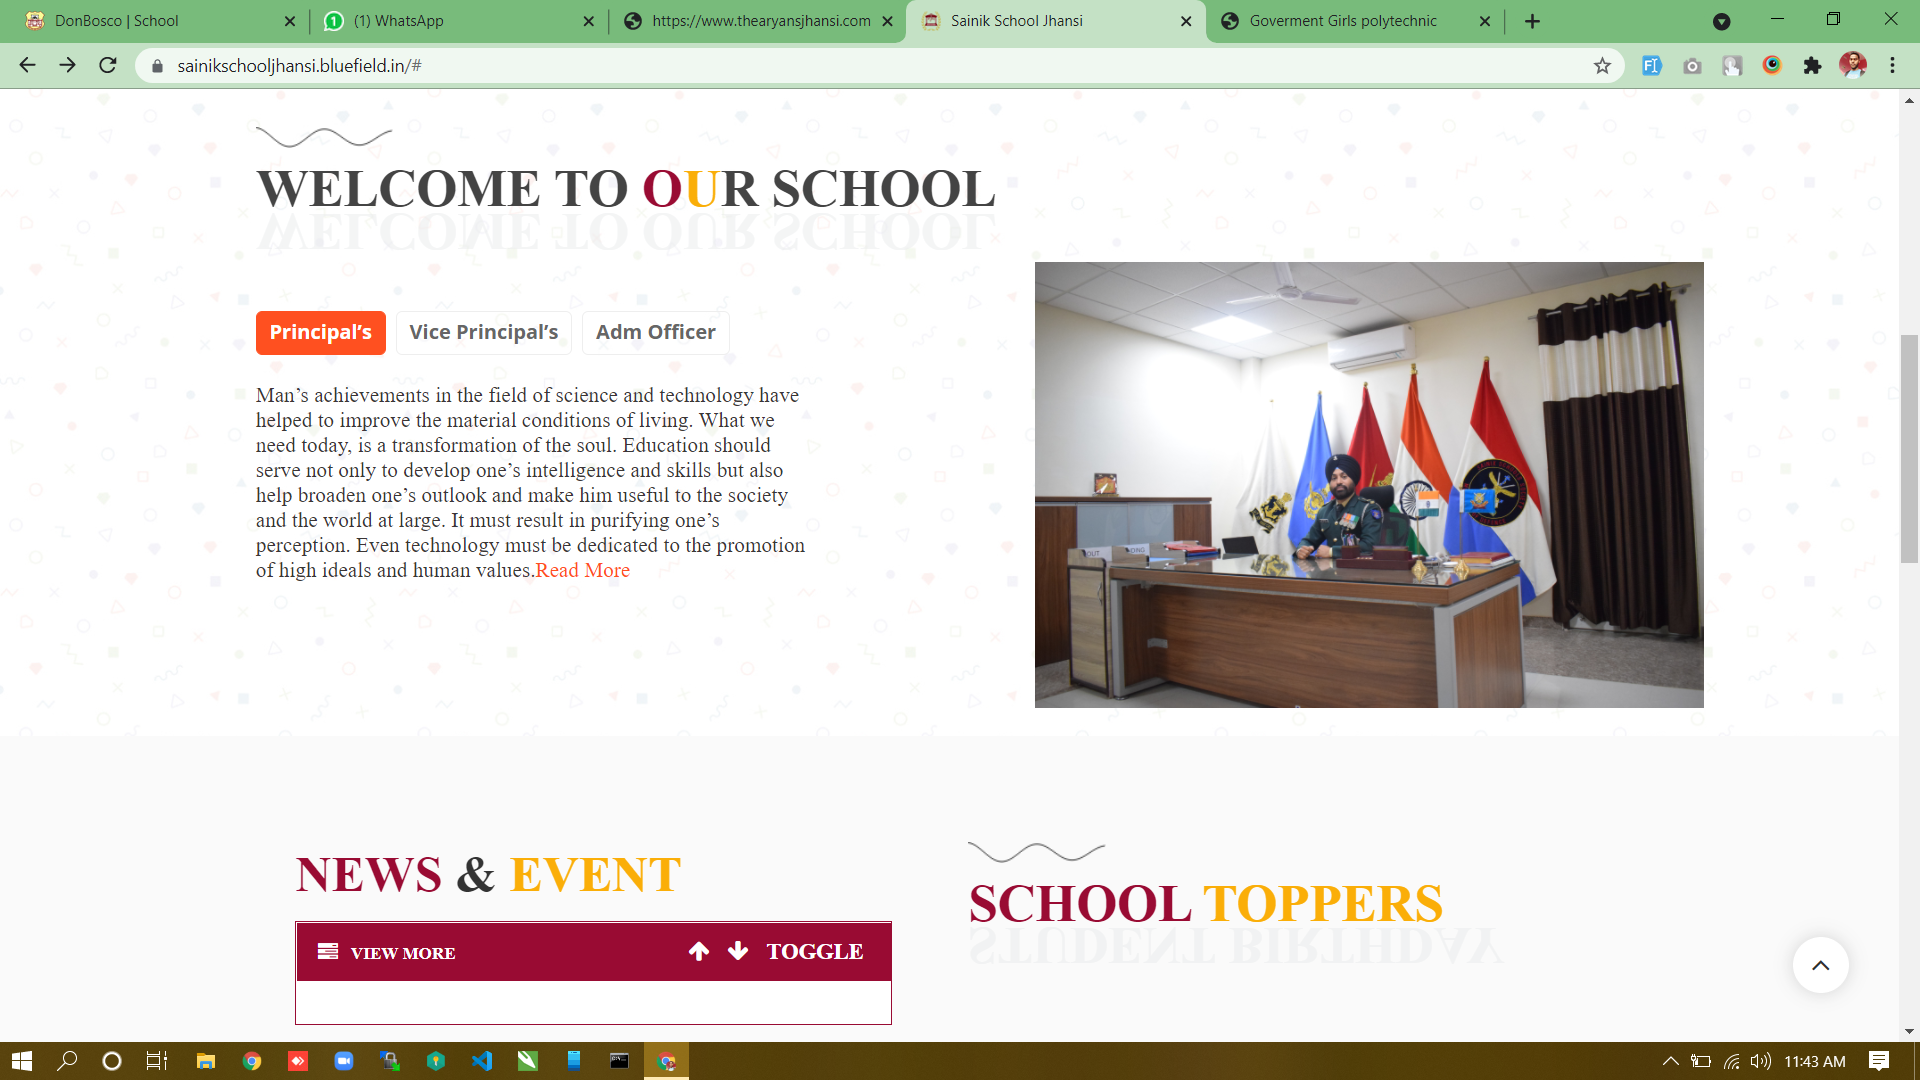 DonBosco | School
(1) WhatsApp
https://www.thearyansjhansi.com
Sainik School Jhansi
Goverment Girls polytechnic
sainikschooljhansi.bluefield.in/#
WELCOME TO OUR SCHOOL
WELCOME TO OUR SCHOOL
Principal’s
Vice Principal’s
Adm Officer
Man’s achievements in the field of science and technology have
helped to improve the material conditions of living. What we
need today, is a transformation of the soul. Education should
serve not only to develop one’s intelligence and skills but also
help broaden one’s outlook and make him useful to the society
and the world at large. It must result in purifying one’s
perception. Even technology must be dedicated to the promotion
of high ideals and human values.Read More
OUT
NEWS & EVENT
VIEW MORE
TOGGLE
SCHOOL TOPPERS
STUDENT BIRTHDAY
11:43 AM